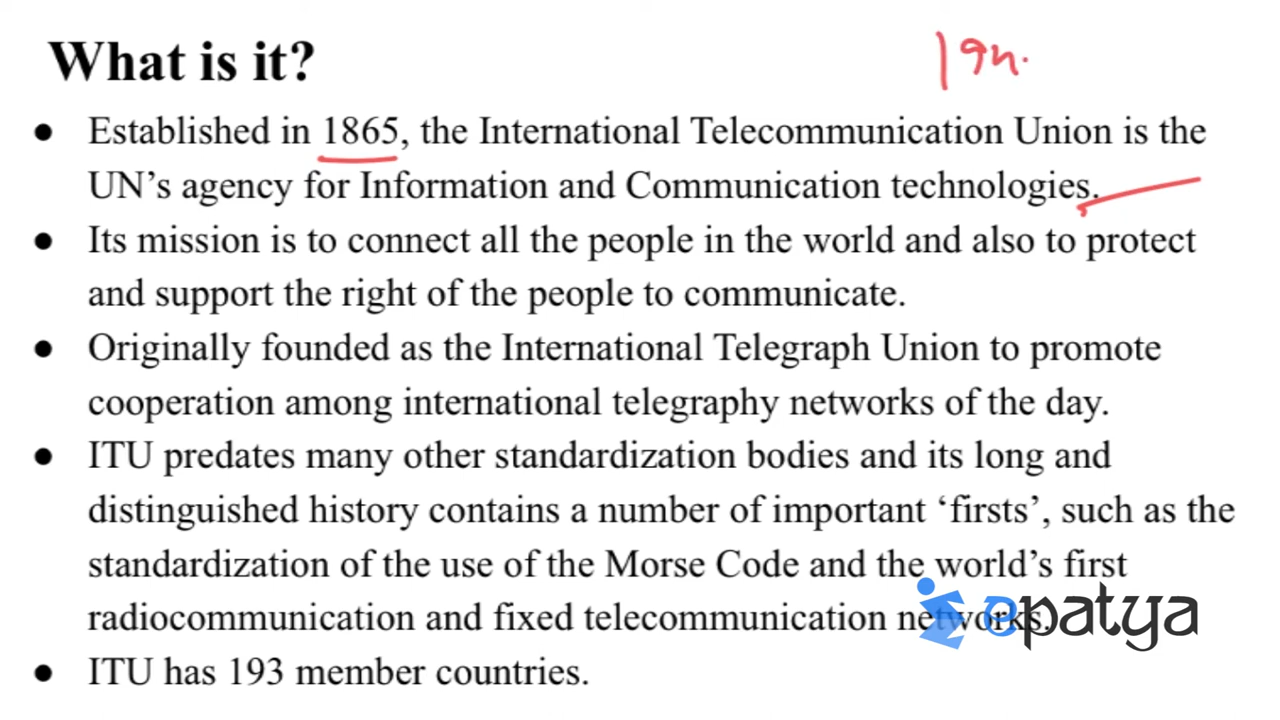 What is it?
● Established in 1865, the International Telecommunication Union is the
UN’s agency for Information and Communication technologies.
● Its mission is to connect all the people in the world and also to protect
and support the right of the people to communicate.
● Originally founded as the International Telegraph Union to promote
cooperation among international telegraphy networks of the day.
● ITU predates many other standardization bodies and its long and
distinguished history contains a number of important ‘firsts’, such as the
standardization of the use of the Morse Code and the world’s first
radiocommunication and fixed telecommunication networks.
epatya
● ITU has 193 member countries.